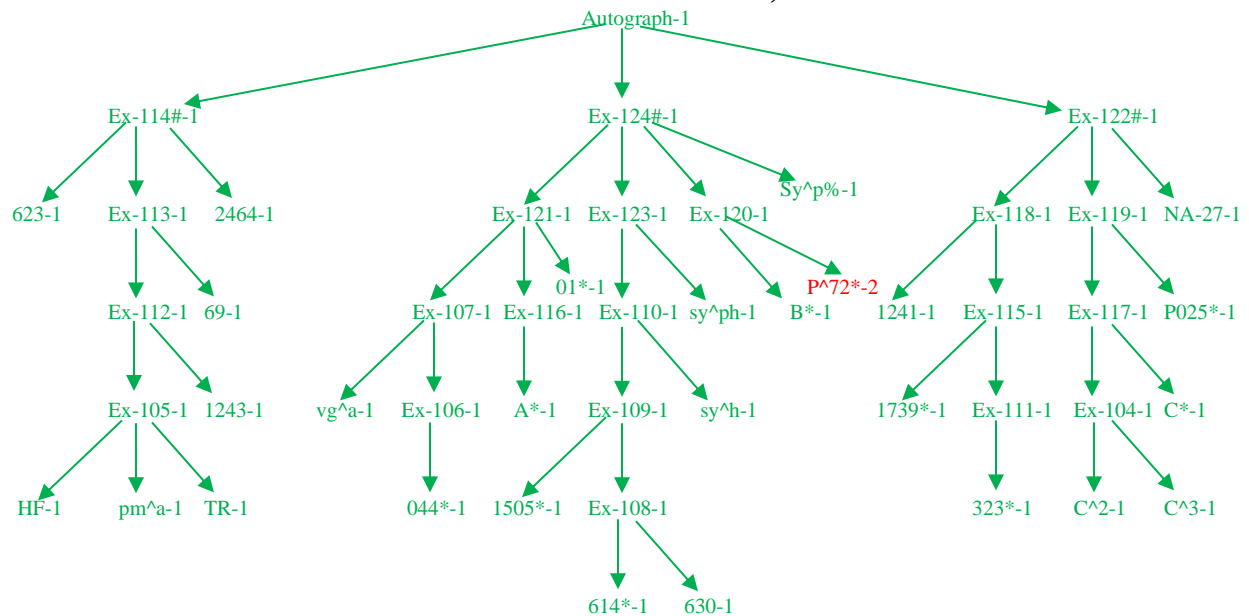 Autograph-1
Ex-114#-1 Ex-124#-1 Ex-122#-1
Sy^p%-1
623-1 Ex-113-1 2464-1 Ex-121-1 Ex-123-1 Ex-120-1 Ex-118-1 Ex-119-1 NA-27-1
01*-1 P^72*-2
Ex-112-1 69-1 Ex-107-1 Ex-116-1 Ex-110-1 sy^ph-1 B*-1 1241-1 Ex-115-1 Ex-117-1 P025*-1
Ex-105-1 1243-1 vg^a-1 Ex-106-1 A*-1 Ex-109-1 sy^h-1 1739*-1 Ex-111-1 Ex-104-1 C*-1
HF-1 pm^a-1 TR-1 044*-1 1505*-1 Ex-108-1 323*-1 C^2-1 C^3-1
614*-1 630-1